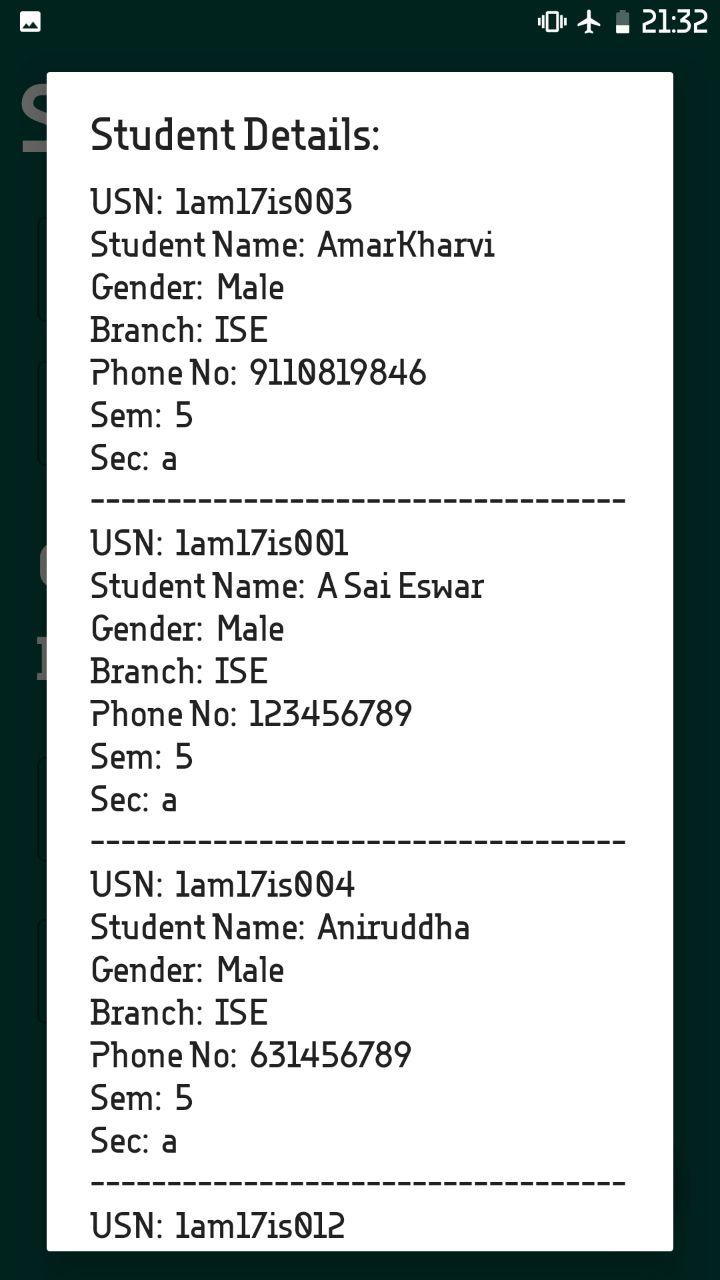 21:32
Student Details:
USN: 1am17is003
Student Name: AmarKharvi
Gender: Male
Branch: ISE
Phone No: 9110819846
Sem: 5
Sec: a
-----------------------------------
USN: 1am17is001
Student Name: A Sai Eswar
Gender: Male
Branch: ISE
Phone No: 123456789
Sem: 5
Sec: a
-----------------------------------
USN: 1am17is004
Student Name: Aniruddha
Gender: Male
Branch: ISE
Phone No: 631456789
Sem: 5
Sec: a
-----------------------------------
USN: 1am17is012